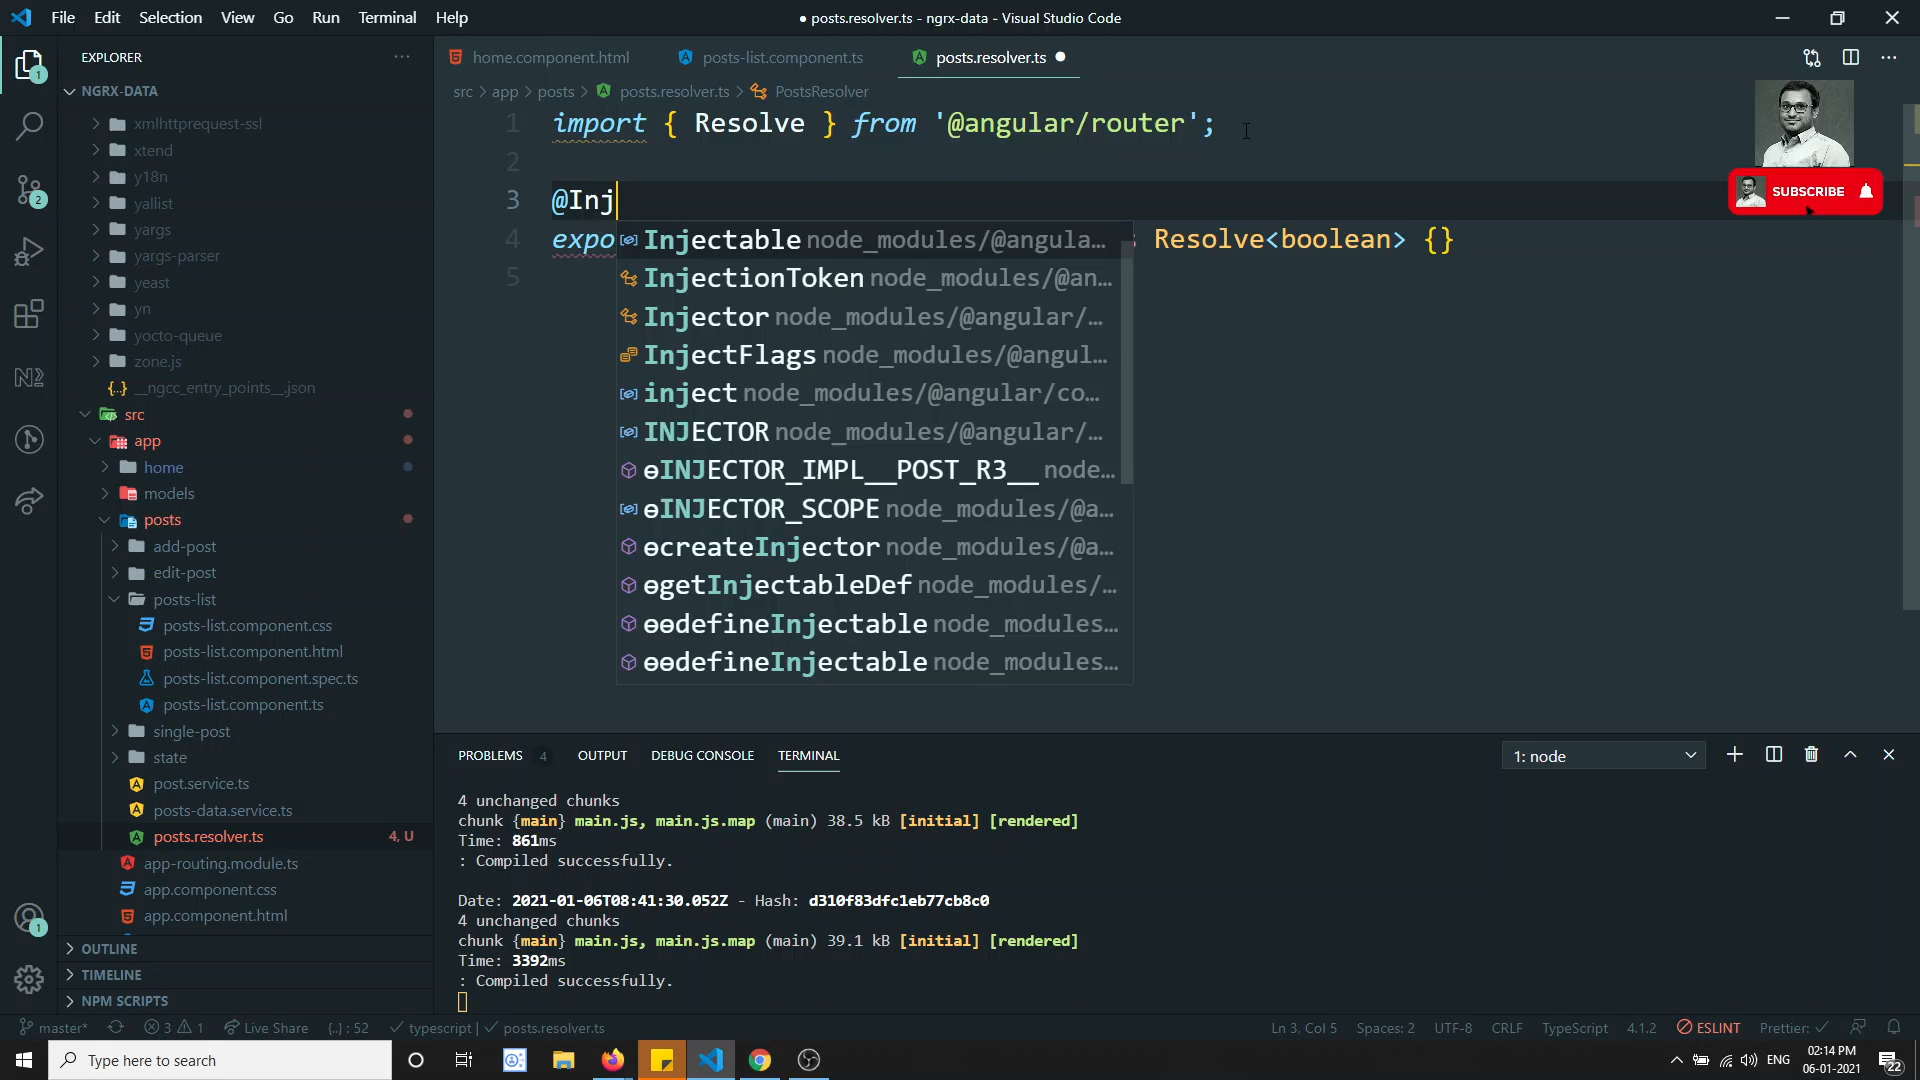 File Edit Selection View Go Run Terminal Help
● posts.resolver.ts - ngrx-data - Visual Studio Code
EXPLORER
home.component.html
posts-list.component.ts
posts.resolver.ts
src > app > posts > posts.resolver.ts > PostsResolver
NGRX-DATA
xmlhttprequest-ssl
xtend
y18n
yallist
yargs
yargs-parser
yeast
yn
yocto-queue
zone.js
__ngcc_entry_points__.json
src
app
home
models
posts
add-post
edit-post
posts-list
posts-list.component.css
posts-list.component.html
posts-list.component.spec.ts
posts-list.component.ts
single-post
state
post.service.ts
posts-data.service.ts
posts.resolver.ts 4, U
app-routing.module.ts
app.component.css
app.component.html
OUTLINE
TIMELINE
NPM SCRIPTS
1 import { Resolve } from '@angular/router';
2
3 @Inj
4 expo Resolve<boolean> {}
5
Injectable node_modules/@angula...
InjectionToken node_modules/@an...
Injector node_modules/@angular/...
InjectFlags node_modules/@angul...
inject node_modules/@angular/co...
INJECTOR node_modules/@angular/...
ɵINJECTOR_IMPL__POST_R3__ node...
ɵINJECTOR_SCOPE node_modules/@a...
ɵcreateInjector node_modules/@a...
ɵgetInjectableDef node_modules/...
ɵɵdefineInjectable node_modules...
ɵɵdefineInjectable node_modules...
SUBSCRIBE
PROBLEMS 4 OUTPUT DEBUG CONSOLE TERMINAL
1: node
4 unchanged chunks
chunk {main} main.js, main.js.map (main) 38.5 kB [initial] [rendered]
Time: 861ms
: Compiled successfully.
Date: 2021-01-06T08:41:30.052Z - Hash: d310f83dfc1eb77cb8c0
4 unchanged chunks
chunk {main} main.js, main.js.map (main) 39.1 kB [initial] [rendered]
Time: 3392ms
: Compiled successfully.
master* 3 1 Live Share {..} : 52 typescript | posts.resolver.ts
Ln 3, Col 5 Spaces: 2 UTF-8 CRLF TypeScript 4.1.2 ESLINT Prettier:
Type here to search
ENG
02:14 PM
06-01-2021
22